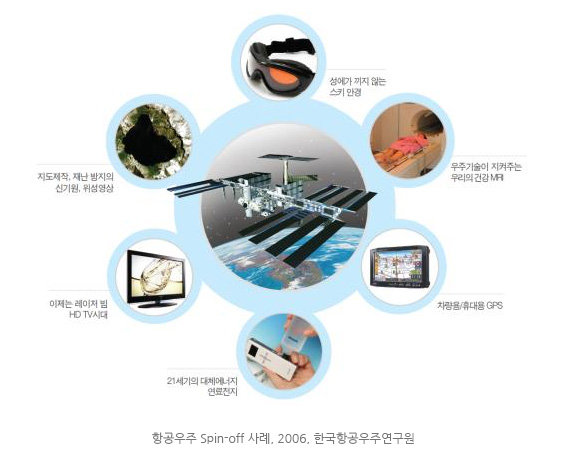 성에가 끼지 않는
스키 안경
우주기술이 지켜주는
우리의 건강 MRI
차량용/휴대용 GPS
21세기의 대체에너지
연료전지
이제는 레이저 빔
HD TV시대
지도제작, 재난 방지의
신기원, 위성영상
항공우주 Spin-off 사례, 2006, 한국항공우주연구원